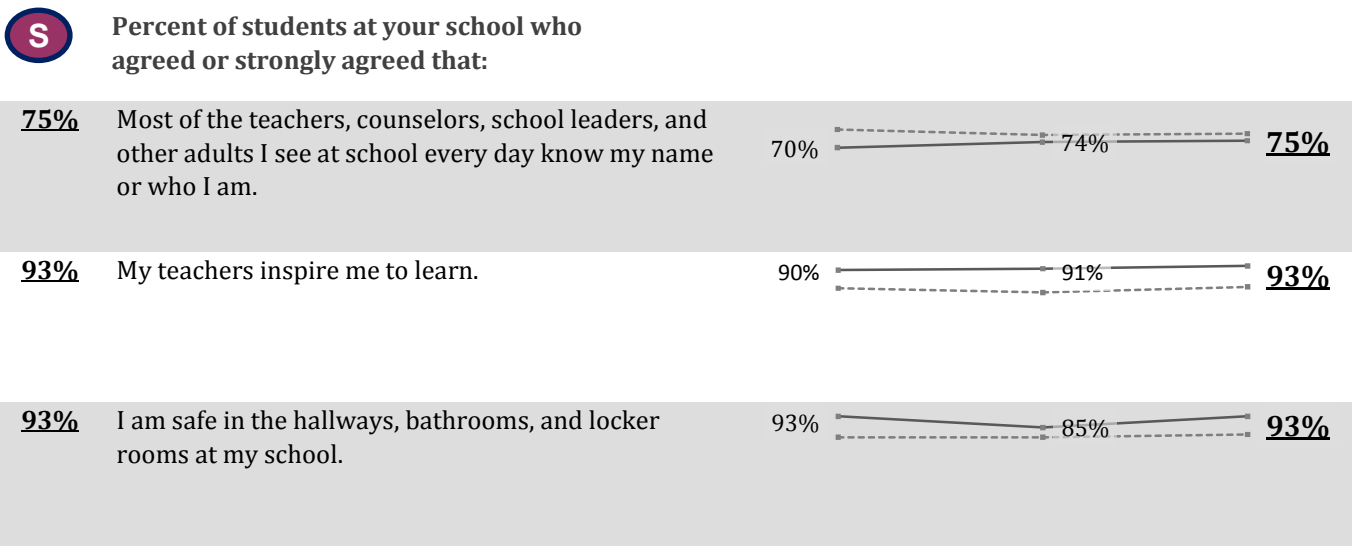 S
Percent of students at your school who
agreed or strongly agreed that:
75%
Most of the teachers, counselors, school leaders, and
other adults I see at school every day know my name
or who I am.
70%
74%
75%
93%
My teachers inspire me to learn.
90%
91%
93%
93%
I am safe in the hallways, bathrooms, and locker
rooms at my school.
93%
85%
93%